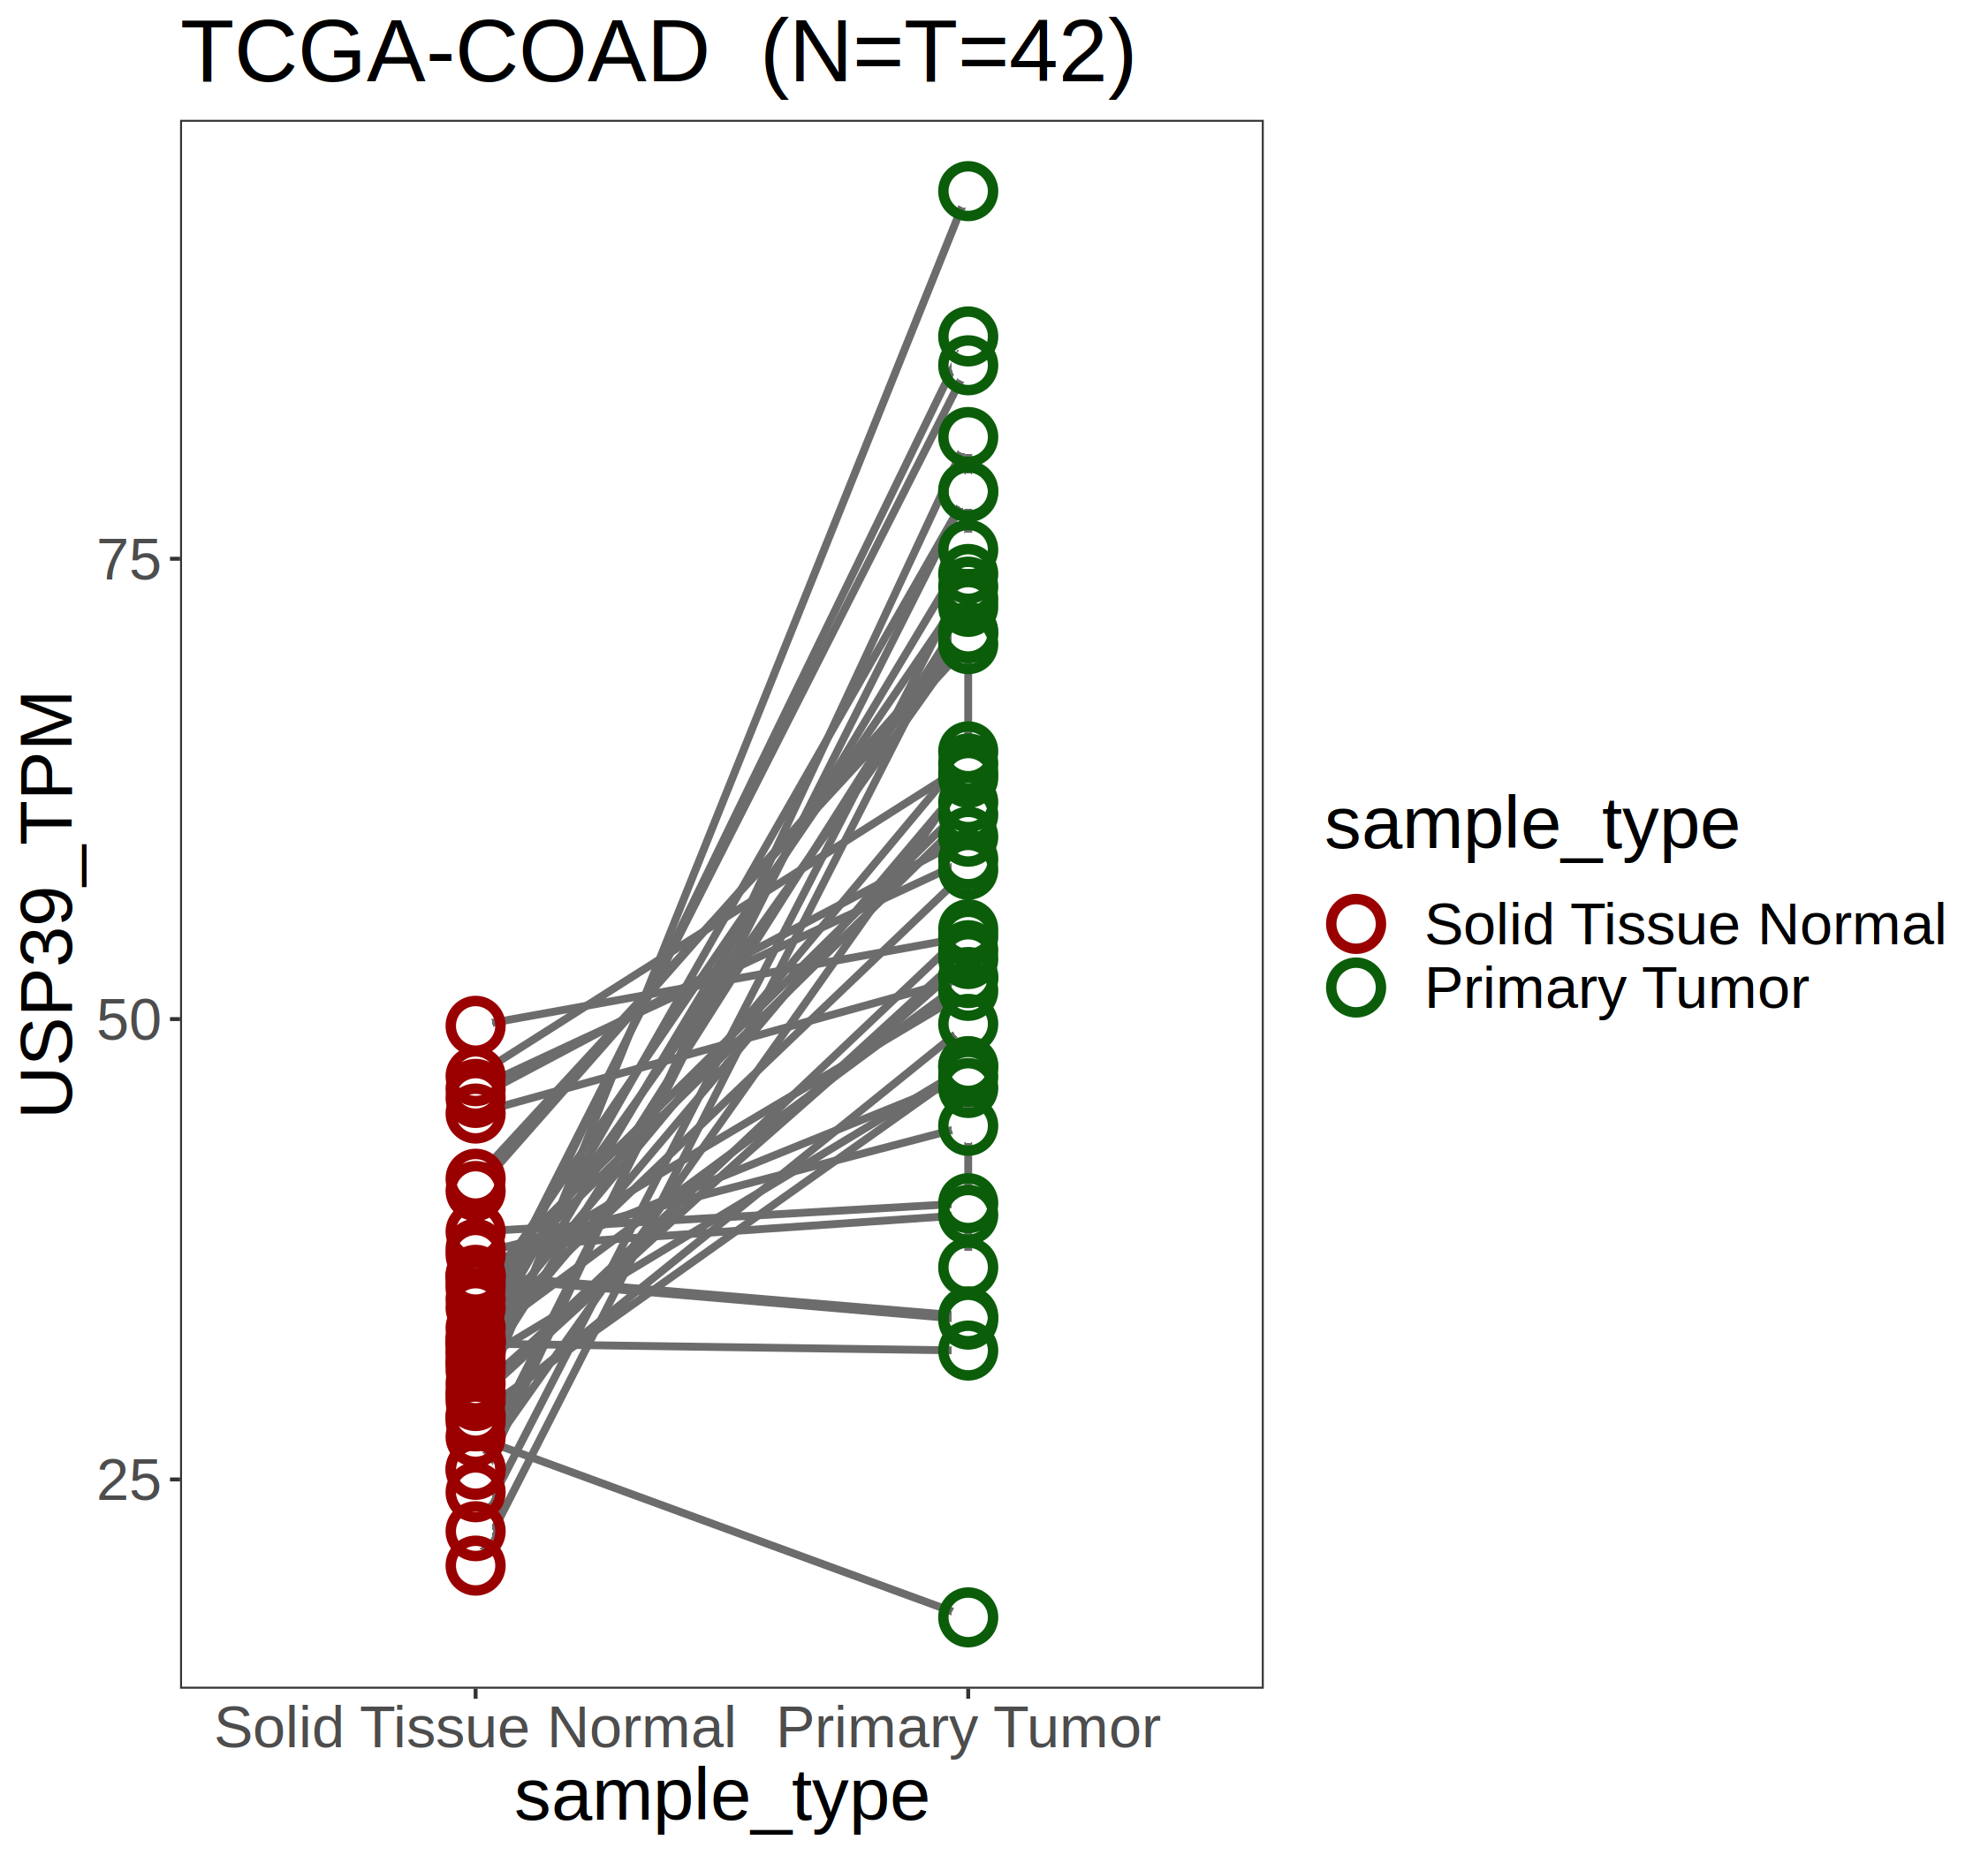 TCGA-COAD  (N=T=42)
USP39_TPM
75
50
25
Solid Tissue Normal
Primary Tumor
sample_type
sample_type
Solid Tissue Normal
Primary Tumor